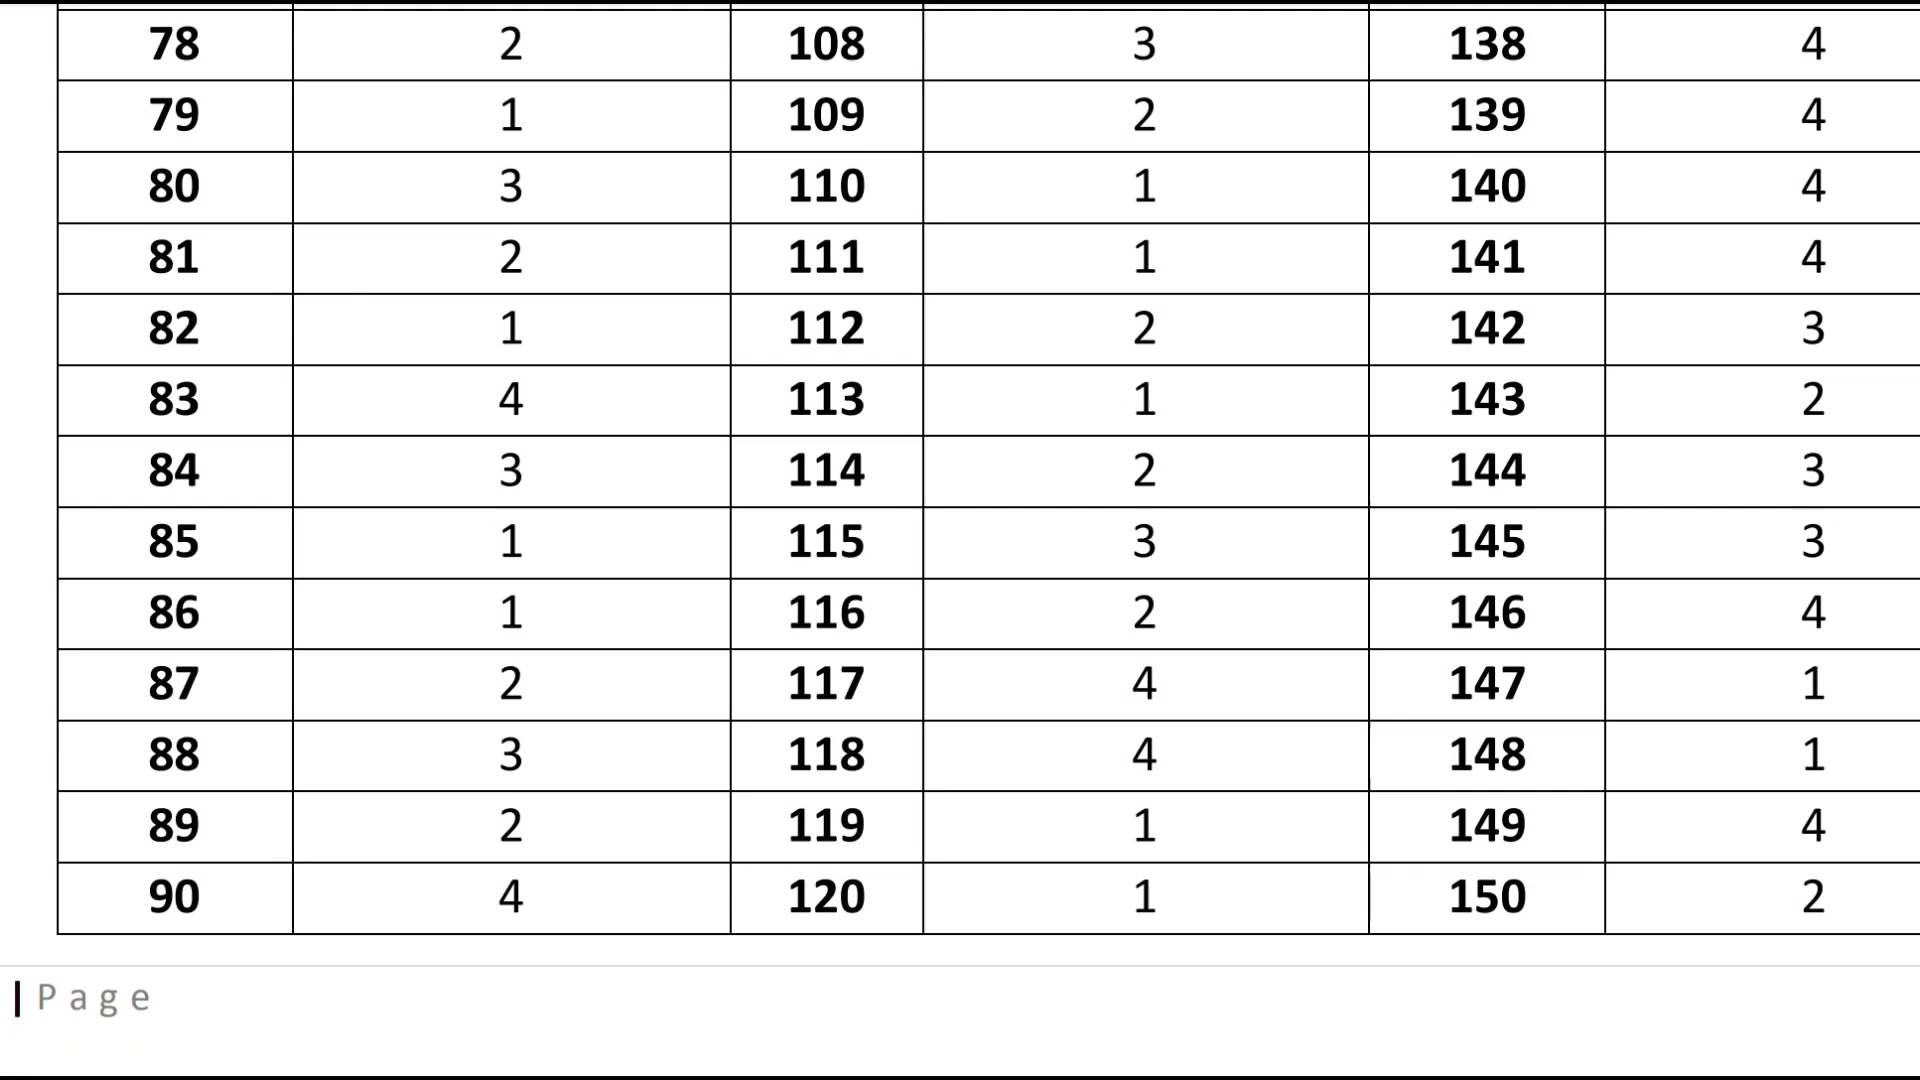 78 2 108 3 138 4
79 1 109 2 139 4
80 3 110 1 140 4
81 2 111 1 141 4
82 1 112 2 142 3
83 4 113 1 143 2
84 3 114 2 144 3
85 1 115 3 145 3
86 1 116 2 146 4
87 2 117 4 147 1
88 3 118 4 148 1
89 2 119 1 149 4
90 4 120 1 150 2
| Page